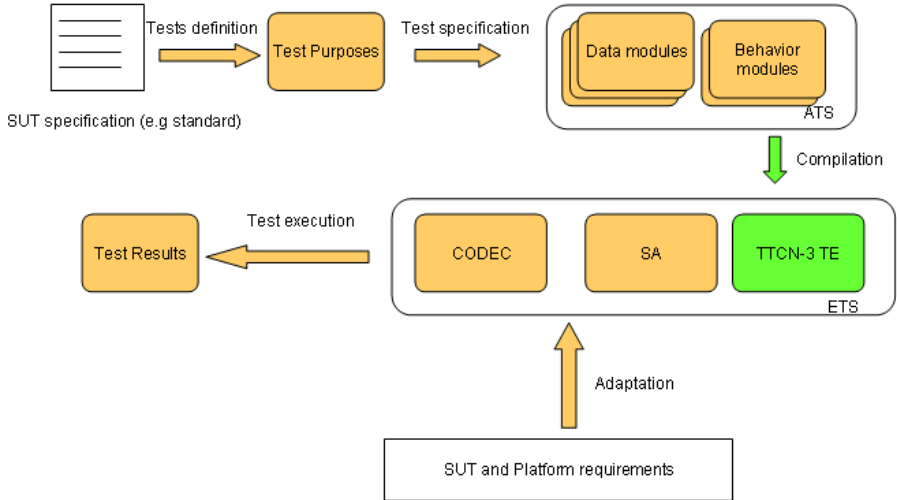 Tests definition
Test Purposes
Test specification
Data modules
Behavior
modules
ATS
SUT specification (e.g standard)
Compilation
Test Results
Test execution
CODEC
SA
TTCN-3 TE
ETS
Adaptation
SUT and Platform requirements